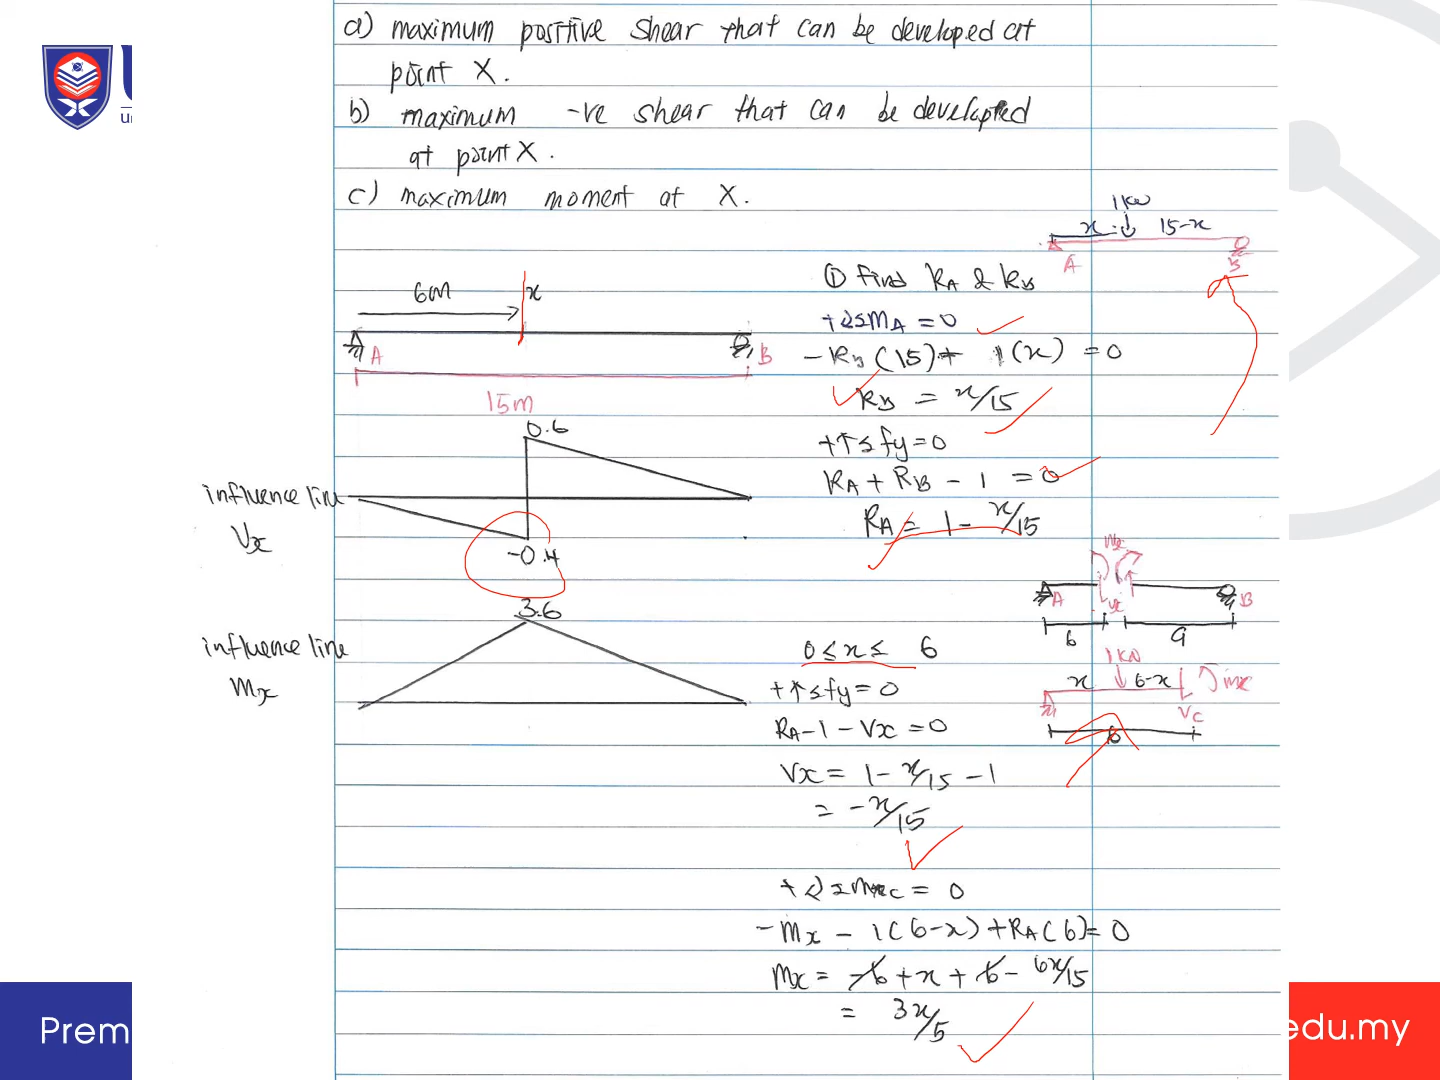 a) maximum positive shear that can be developed at
point X.
b) maximum -ve shear that can be developed
at point X.
c) maximum moment at X.
1kN
x 15-x
A
B
6m
x
A
B
15m
① Find RA & RB
+2ΣMA = 0
-RB (15) + 1(x) = 0
RB = x/15
+↑Σfy = 0
RA + RB - 1 = 0
RA = 1 - x/15
0.6
influence line
Vx
-0.4
3.6
influence line
Mx
Mx
A
Vx
B
6
9
1kN
x 6-x
mx
Vc
6
0 ≤ x ≤ 6
+↑Σfy = 0
RA - 1 - Vx = 0
Vx = 1 - x/15 - 1
= -x/15
= 0
-Mx - 1(6-x) + RA(6) = 0
Mx = -6 + x + 6 - 6x/15
= 3x/5
Prem
edu.my